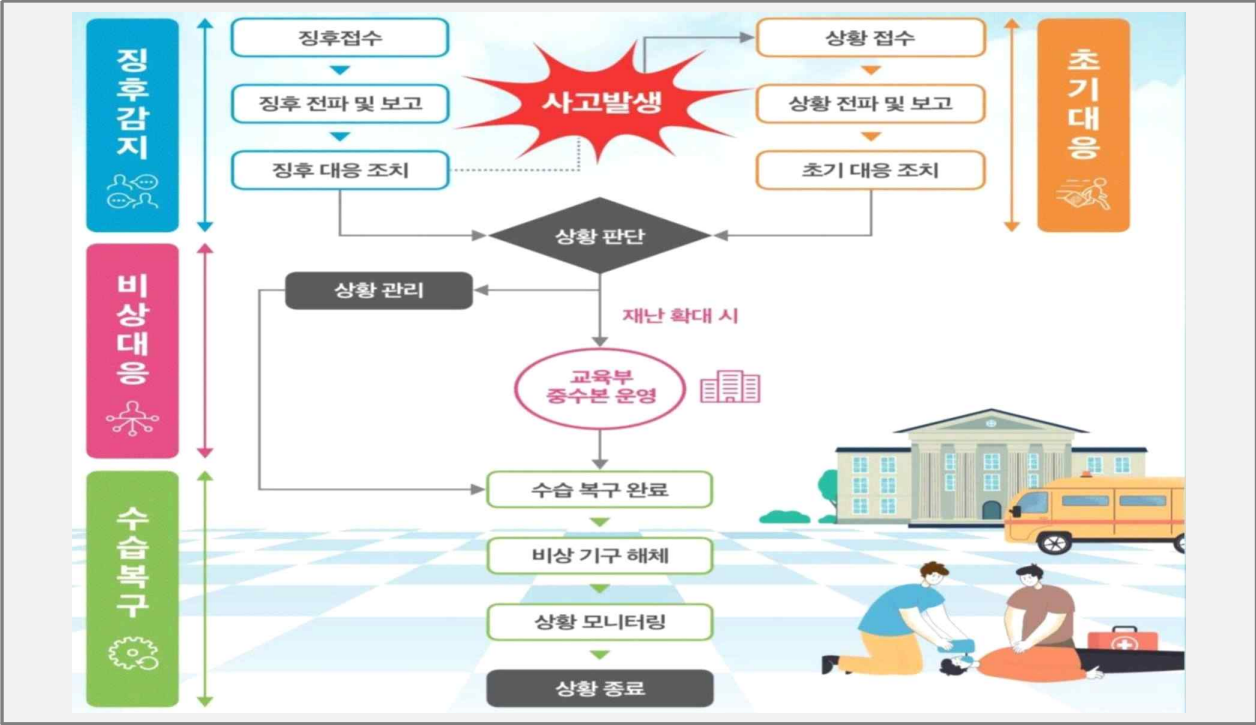 징후감지
징후접수
징후 전파 및 보고
징후 대응 조치
사고발생
상황 접수
상황 전파 및 보고
초기 대응 조치
초기대응
상황 판단
비상대응
상황 관리
재난 확대 시
교육부
중수본 운영
수습복구
수습 복구 완료
비상 기구 해체
상황 모니터링
상황 종료